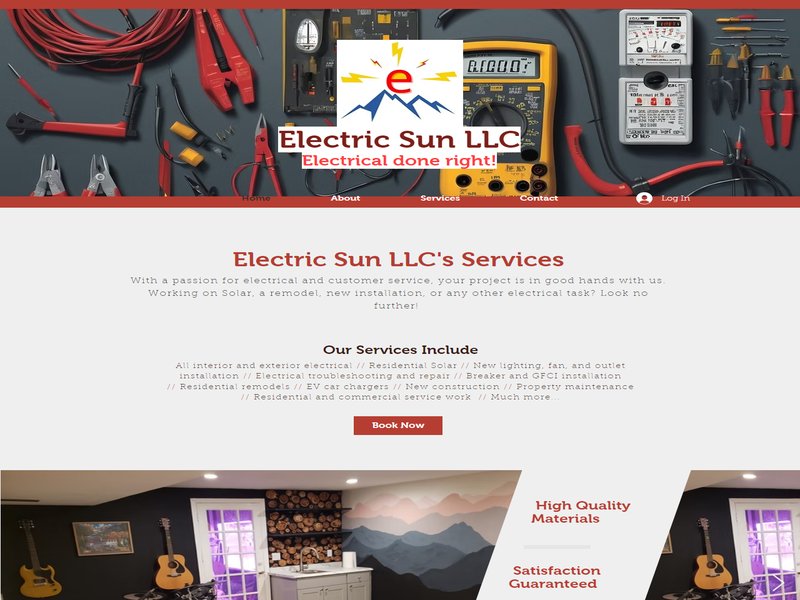 e
Electric Sun LLC
Electrical done right!
Home
About
Services
Contact
Log In
Electric Sun LLC's Services
With a passion for electrical and customer service, your project is in good hands with us.
Working on Solar, a remodel, new installation, or any other electrical task? Look no
further!
Our Services Include
All interior and exterior electrical // Residential Solar // New lighting, fan, and outlet
installation // Electrical troubleshooting and repair // Breaker and GFCI installation
// Residential remodels // EV car chargers // New construction // Property maintenance
// Residential and commercial service work // Much more...
Book Now
High Quality
Materials
Satisfaction
Guaranteed